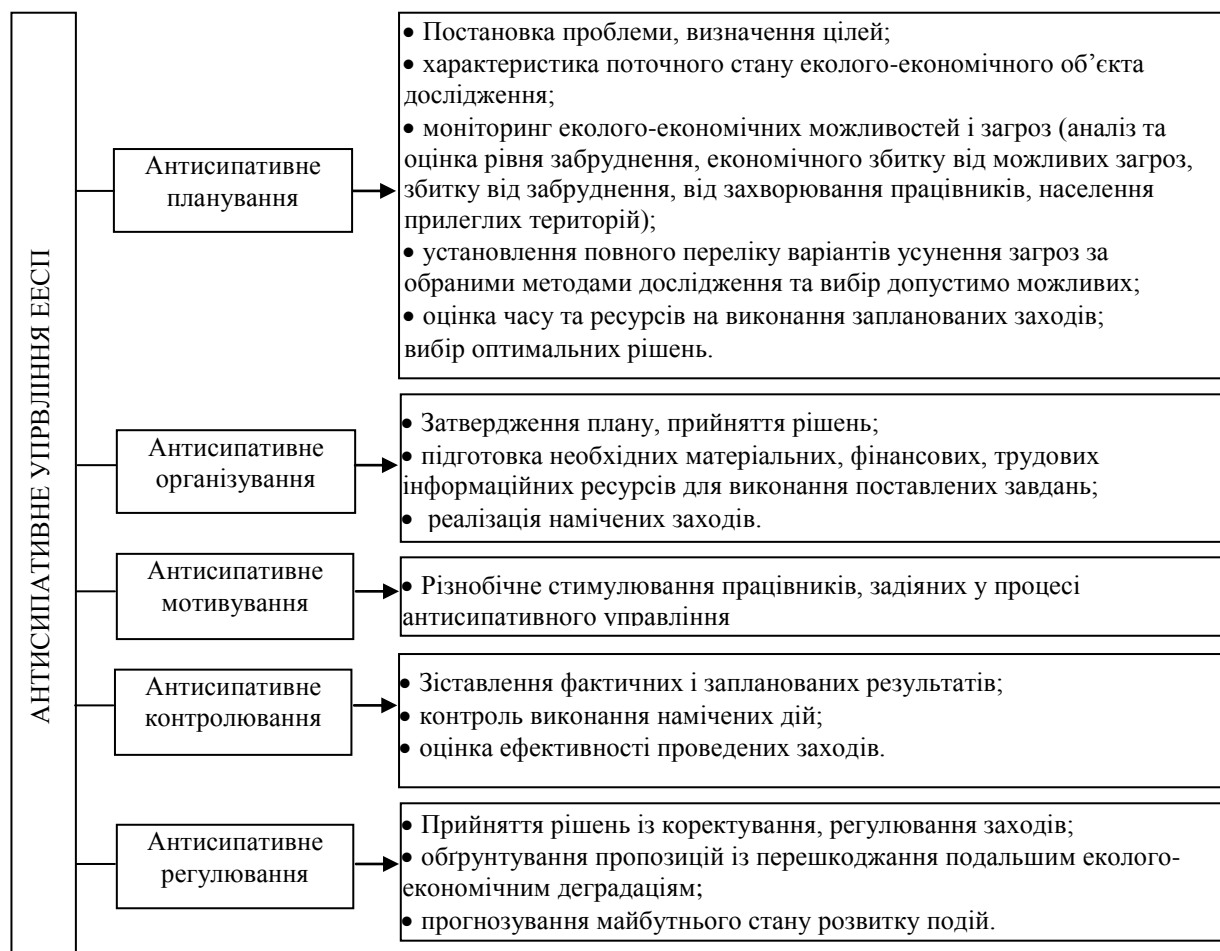 АНТИСИПАТИВНЕ УПРВЛІННЯ ЕЕСП
Антисипативне
планування
• Постановка проблеми, визначення цілей;
• характеристика поточного стану еколого-економічного об’єкта
дослідження;
• моніторинг еколого-економічних можливостей і загроз (аналіз та
оцінка рівня забруднення, економічного збитку від можливих загроз,
збитку від забруднення, від захворювання працівників, населення
прилеглих територій);
• установлення повного переліку варіантів усунення загроз за
обраними методами дослідження та вибір допустимо можливих;
• оцінка часу та ресурсів на виконання запланованих заходів;
вибір оптимальних рішень.
Антисипативне
організування
• Затвердження плану, прийняття рішень;
• підготовка необхідних матеріальних, фінансових, трудових
інформаційних ресурсів для виконання поставлених завдань;
• реалізація намічених заходів.
Антисипативне
мотивування
• Різнобічне стимулювання працівників, задіяних у процесі
антисипативного управління
Антисипативне
контролювання
• Зіставлення фактичних і запланованих результатів;
• контроль виконання намічених дій;
• оцінка ефективності проведених заходів.
Антисипативне
регулювання
• Прийняття рішень із коректування, регулювання заходів;
• обґрунтування пропозицій із перешкоджання подальшим еколого-
економічним деградаціям;
• прогнозування майбутнього стану розвитку подій.